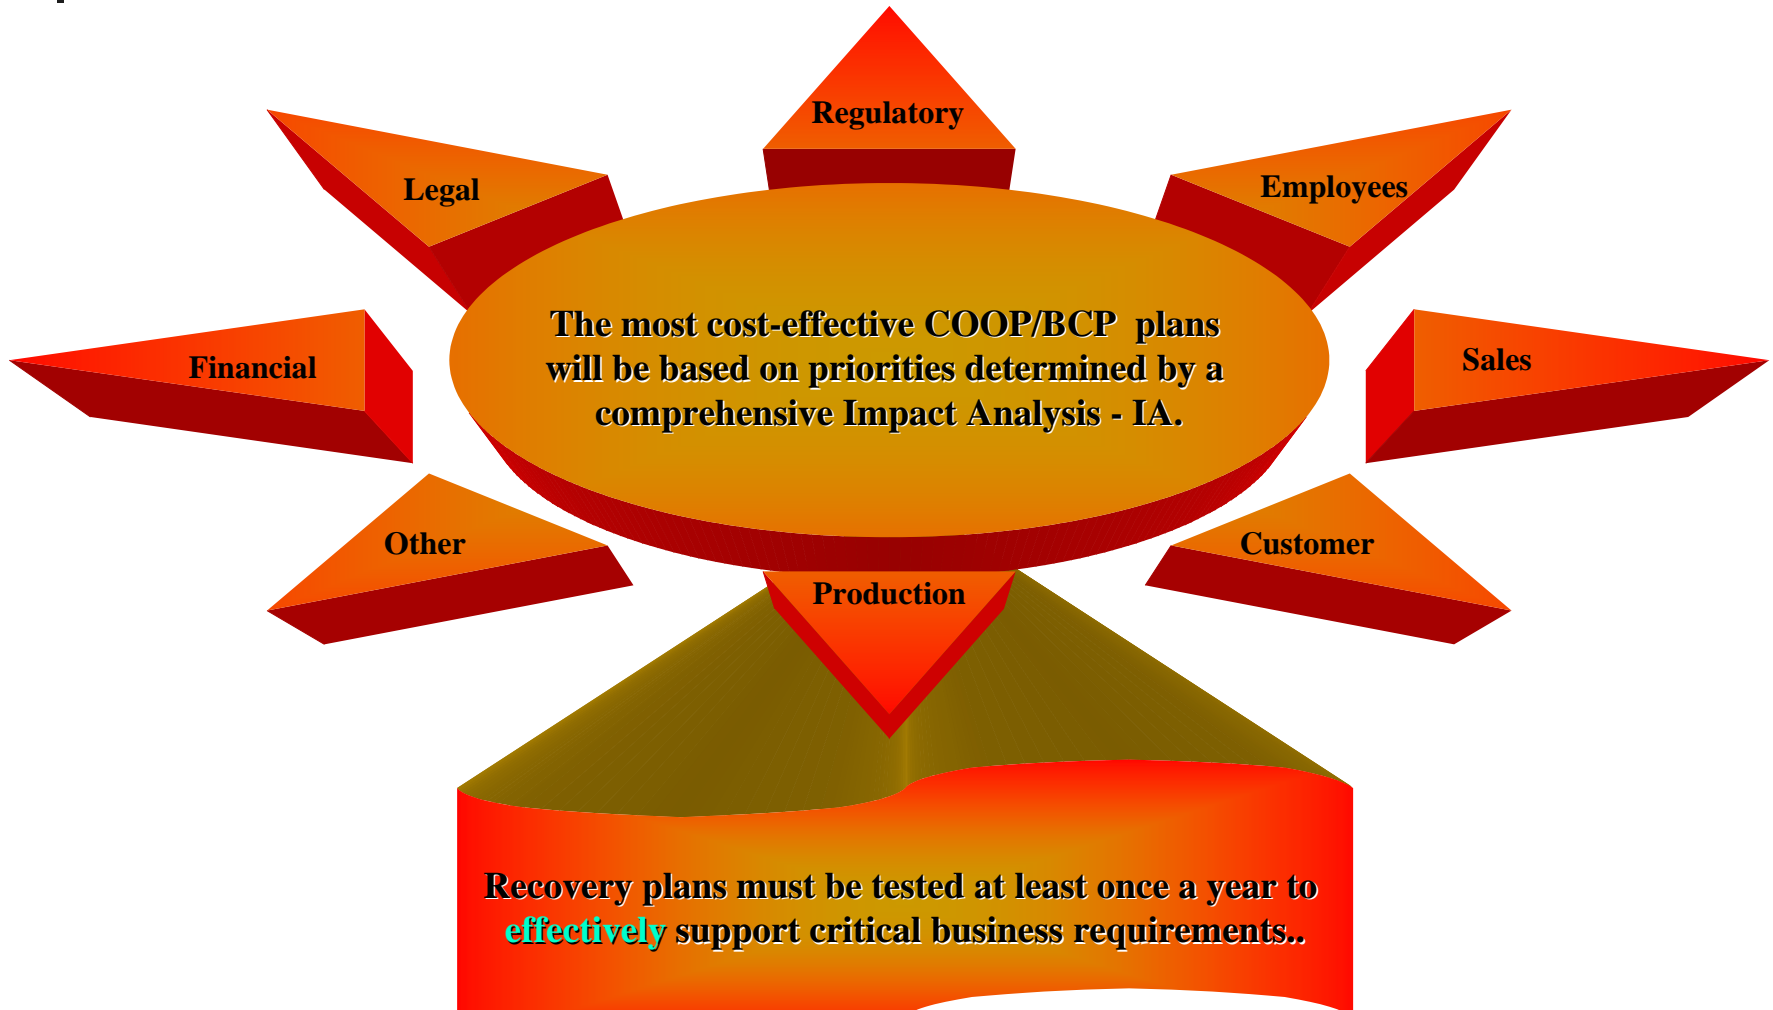 Regulatory
Legal
Employees
The most cost-effective COOP/BCP plans
will be based on priorities determined by a
comprehensive Impact Analysis - IA.
Financial
Sales
Other
Customer
Production
Recovery plans must be tested at least once a year to
effectively support critical business requirements..